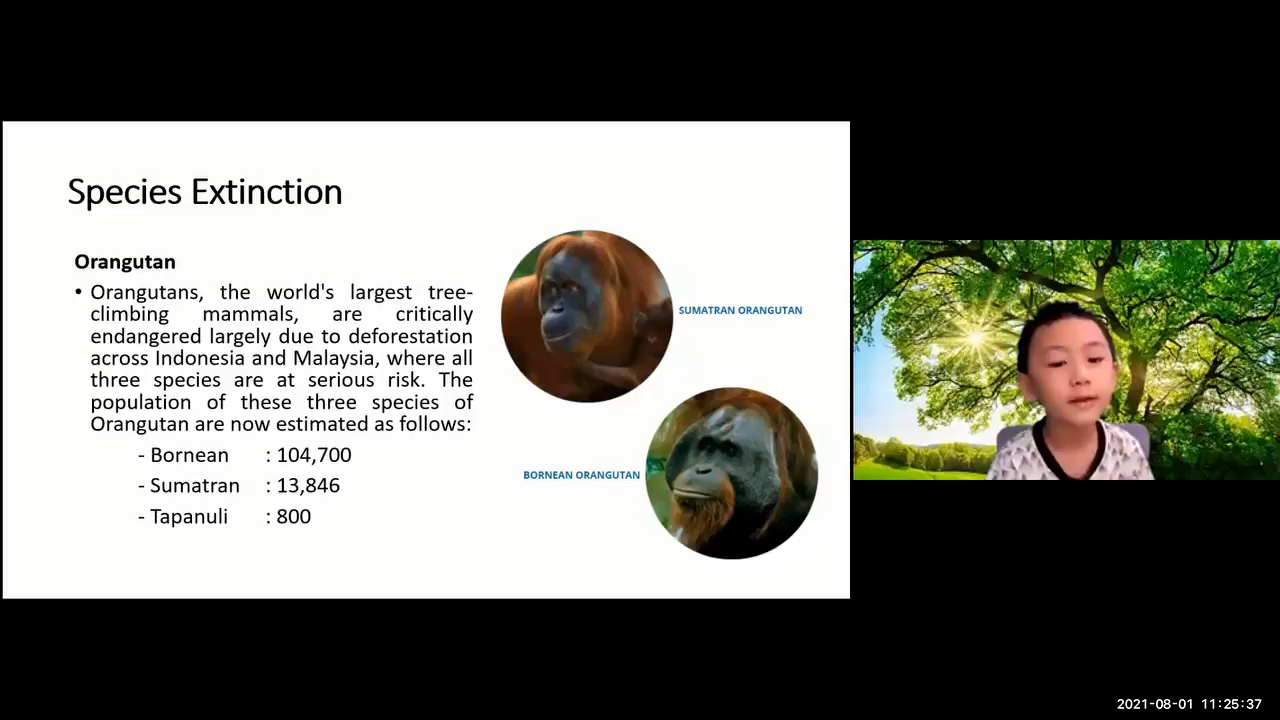 Species Extinction
Orangutan
• Orangutans, the world's largest tree-
climbing mammals, are critically
endangered largely due to deforestation
across Indonesia and Malaysia, where all
three species are at serious risk. The
population of these three species of
Orangutan are now estimated as follows:
- Bornean : 104,700
- Sumatran : 13,846
- Tapanuli : 800
SUMATRAN ORANGUTAN
BORNEAN ORANGUTAN
2021-08-01 11:25:37